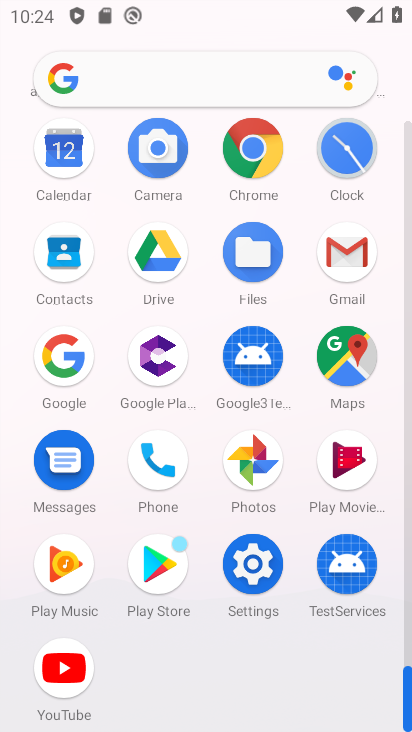 10:24
a...
Calendar Camera Chrome Clock
12
Contacts Drive Files Gmail
Google Google Pla... Google3Te... Maps
Messages Phone Photos Play Movie...
Play Music Play Store Settings TestServices
YouTube